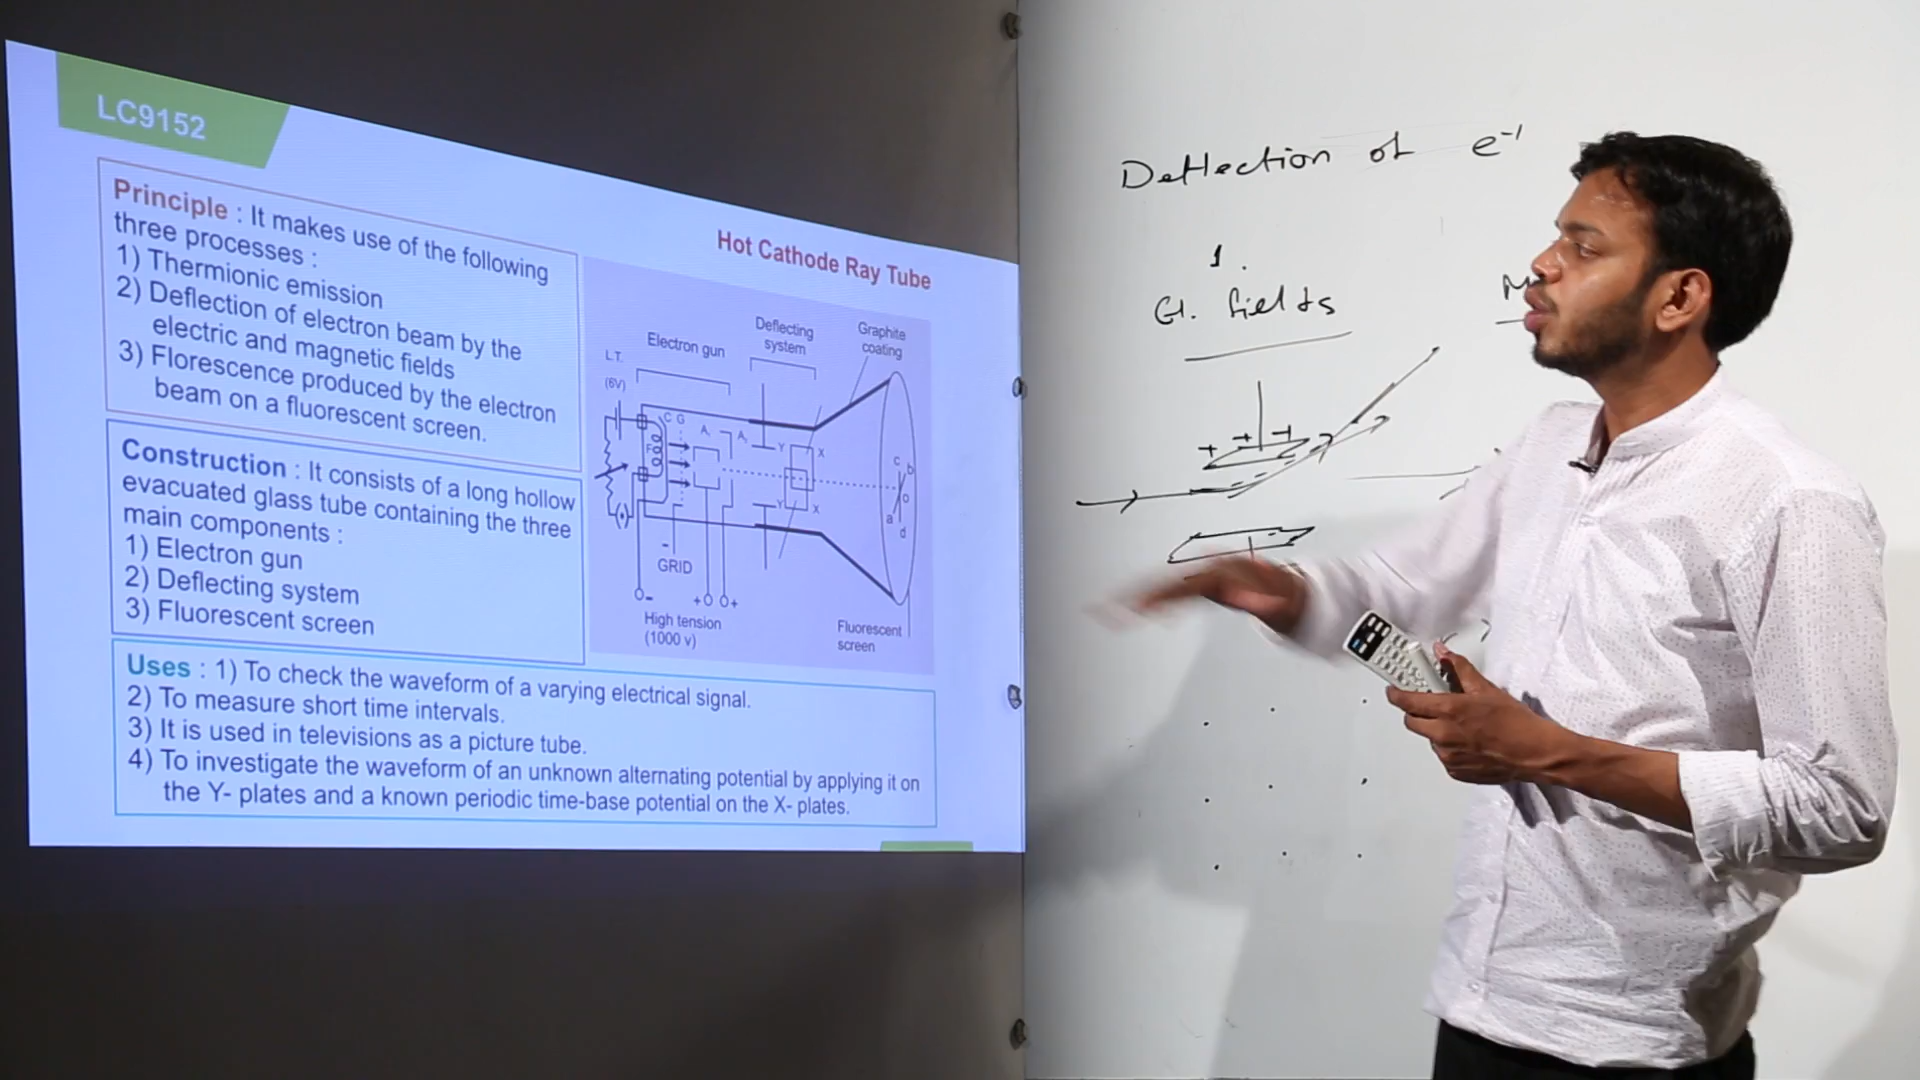 LC9152
Hot Cathode Ray Tube
Principle : It makes use of the following
three processes :
1) Thermionic emission
2) Deflection of electron beam by the
electric and magnetic fields
3) Florescence produced by the electron
beam on a fluorescent screen.
Construction : It consists of a long hollow
evacuated glass tube containing the three
main components :
1) Electron gun
2) Deflecting system
3) Fluorescent screen
L.T.
(6V)
Electron gun
Deflecting
system
Graphite
coating
C G
F
A₁
A₂
Y
X
Y
X
c
b
o
a
d
-
GRID
- + +
High tension
(1000 v)
Fluorescent
screen
Uses : 1) To check the waveform of a varying electrical signal.
2) To measure short time intervals.
3) It is used in televisions as a picture tube.
4) To investigate the waveform of an unknown alternating potential by applying it on
the Y- plates and a known periodic time-base potential on the X- plates.
Deflection of e⁻¹
1.
El. fields
+ + +